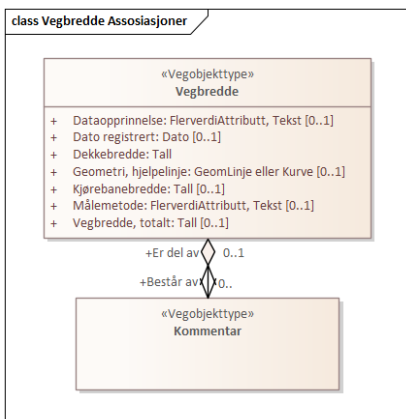 class Vegbredde Assosiasjoner
«Vegobjekttype»
Vegbredde
+ Dataopprinnelse: FlerverdiAttributt, Tekst [0..1]
+ Dato registrert: Dato [0..1]
+ Dekkebredde: Tall
+ Geometri, hjelpelinje: GeomLinje eller Kurve [0..1]
+ Kjørebanebredde: Tall [0..1]
+ Målemetode: FlerverdiAttributt, Tekst [0..1]
+ Vegbredde, totalt: Tall [0..1]
+Er del av 0..1
+Består av 0..
«Vegobjekttype»
Kommentar